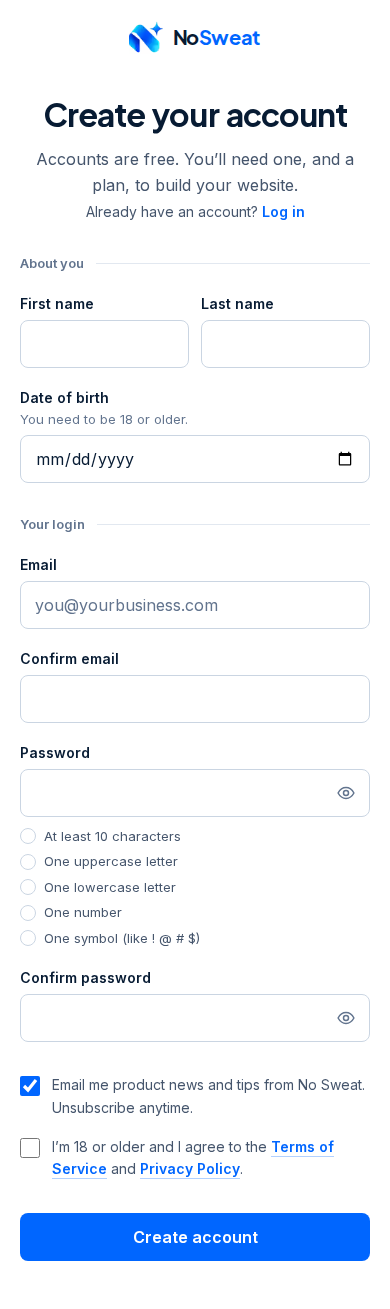 NoSweat
Create your account
Accounts are free. You’ll need one, and a
plan, to build your website.
Already have an account? Log in
About you
First name
Last name
Date of birth
You need to be 18 or older.
mm/dd/yyyy
Your login
Email
you@yourbusiness.com
Confirm email
Password
At least 10 characters
One uppercase letter
One lowercase letter
One number
One symbol (like ! @ # $)
Confirm password
Email me product news and tips from No Sweat.
Unsubscribe anytime.
I’m 18 or older and I agree to the Terms of
Service and Privacy Policy.
Create account